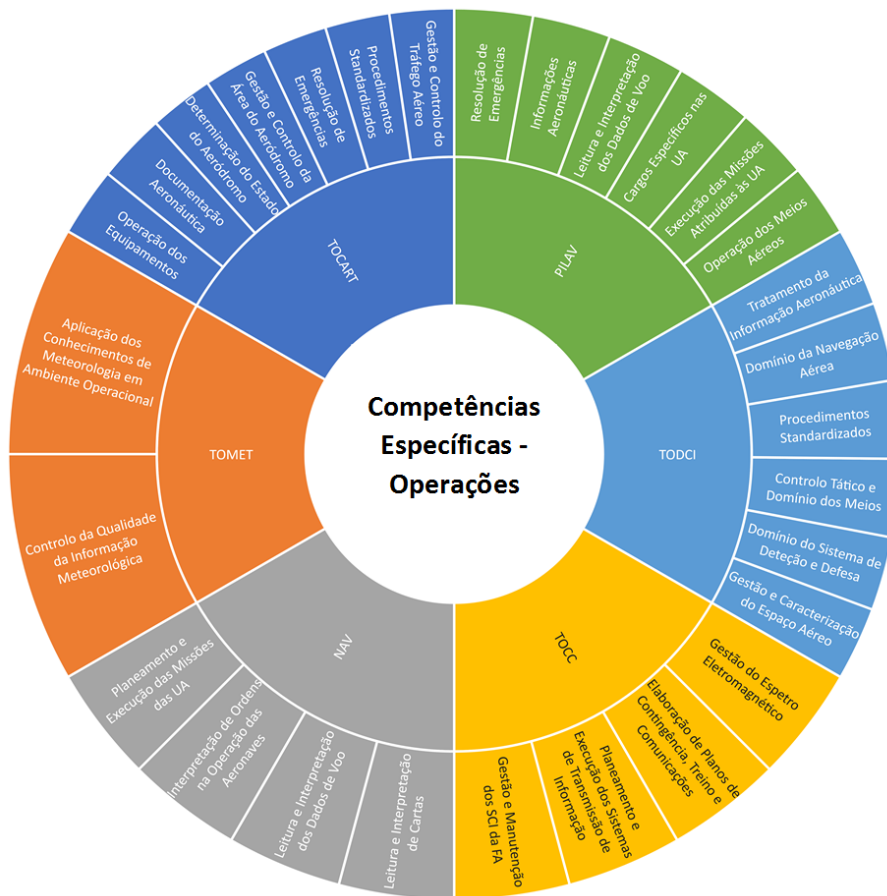 Competências
Específicas -
Operações
PILAV
Resolução de
Emergências
Informações
Aeronáuticas
Leitura e Interpretação
dos Dados de Voo
Cargos Específicos nas
UA
Execução das Missões
Atribuídas às UA
Operação dos Meios
Aéreos
TODCI
Tratamento da
Informação Aeronáutica
Domínio da Navegação
Aérea
Procedimentos
Standardizados
Controlo Tático e
Domínio dos Meios
Domínio do Sistema de
Deteção e Defesa
Gestão e Caracterização
do Espaço Aéreo
TOCC
Gestão do Espetro
Eletromagnético
Elaboração de Planos de
Contingência, Treino e
Comunicações
Planeamento e
Execução dos Sistemas
de Transmissão de
Informação
Gestão e Manutenção
dos SCI da FA
NAV
Leitura e Interpretação
de Cartas
Leitura e Interpretação
dos Dados de Voo
Interpretação de Ordens
na Operação das
Aeronaves
Planeamento e
Execução das Missões
das UA
TOMET
Controlo da Qualidade
da Informação
Meteorológica
Aplicação dos
Conhecimentos de
Meteorologia em
Ambiente Operacional
TOCART
Operação dos
Equipamentos
Documentação
Aeronáutica
Determinação do Estado
do Aeródromo
Gestão e Controlo da
Área do Aeródromo
Resolução de
Emergências
Procedimentos
Standardizados
Gestão e Controlo do
Tráfego Aéreo